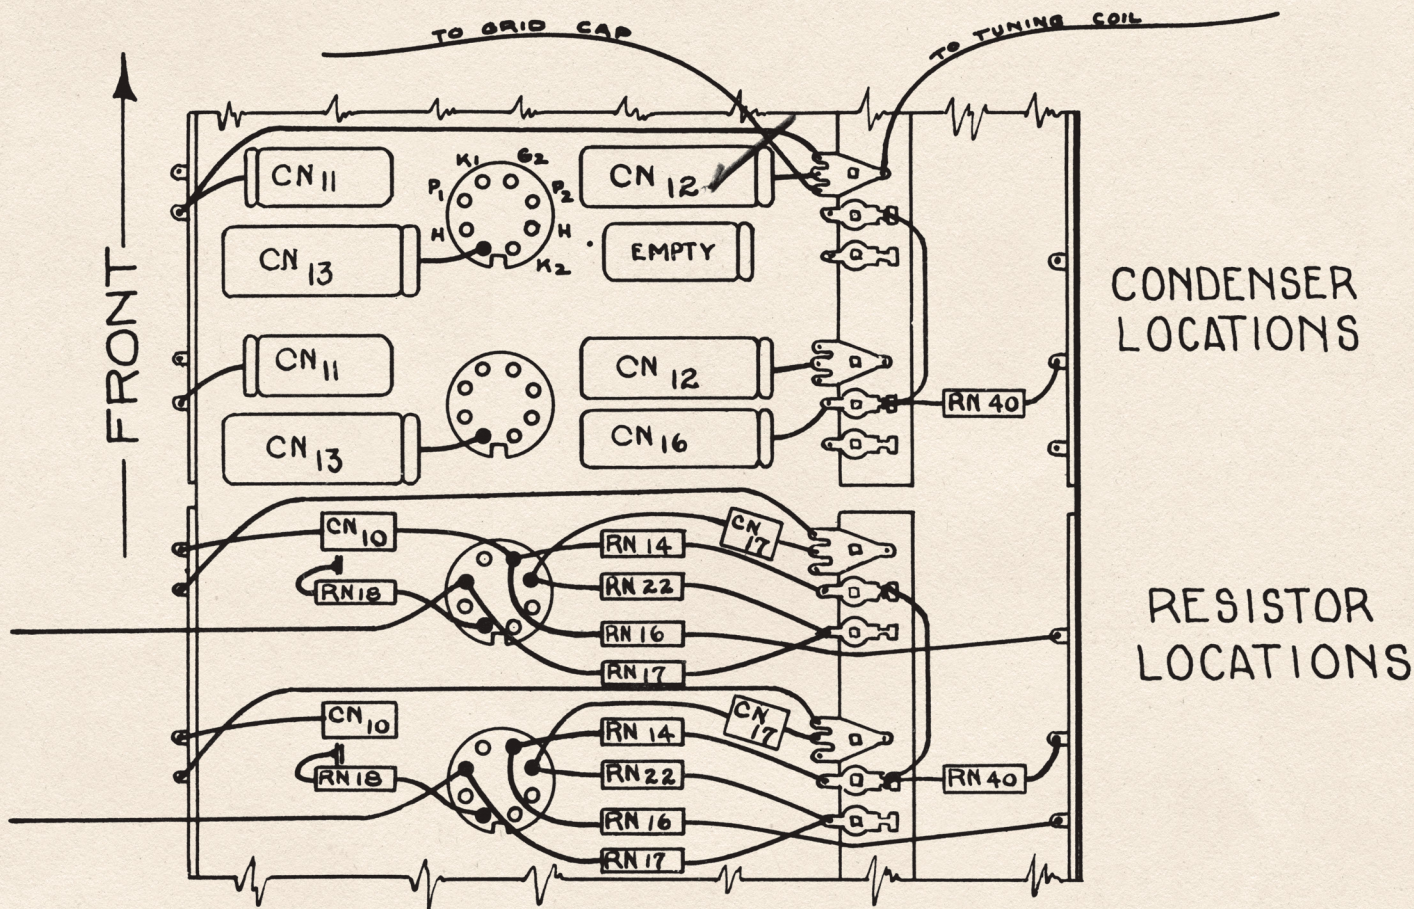 TO GRID CAP
TO TUNING COIL
FRONT
CN 11
K1
G2
P1
P2
H
H
K2
CN 12
CN 13
EMPTY
CONDENSER
LOCATIONS
CN 11
CN 12
CN 13
CN 16
RN 40
CN 10
CN 17
RN 14
RN 18
RN 22
RN 16
RN 17
RESISTOR
LOCATIONS
CN 10
CN 17
RN 14
RN 18
RN 22
RN 40
RN 16
RN 17